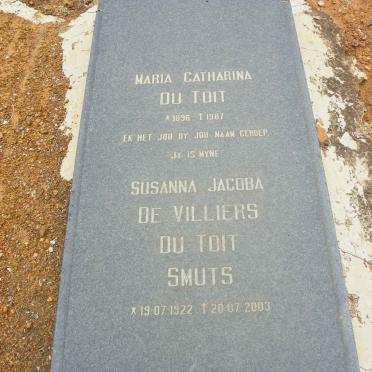 MARIA CATHARINA
DU TOIT
* 1896 † 1987
EK HET JOU BY JOU NAAM GEROEP,
"JY IS MYNE"
SUSANNA JACOBA
DE VILLIERS
DU TOIT
SMUTS
* 19·07·1922 † 20·07·2003